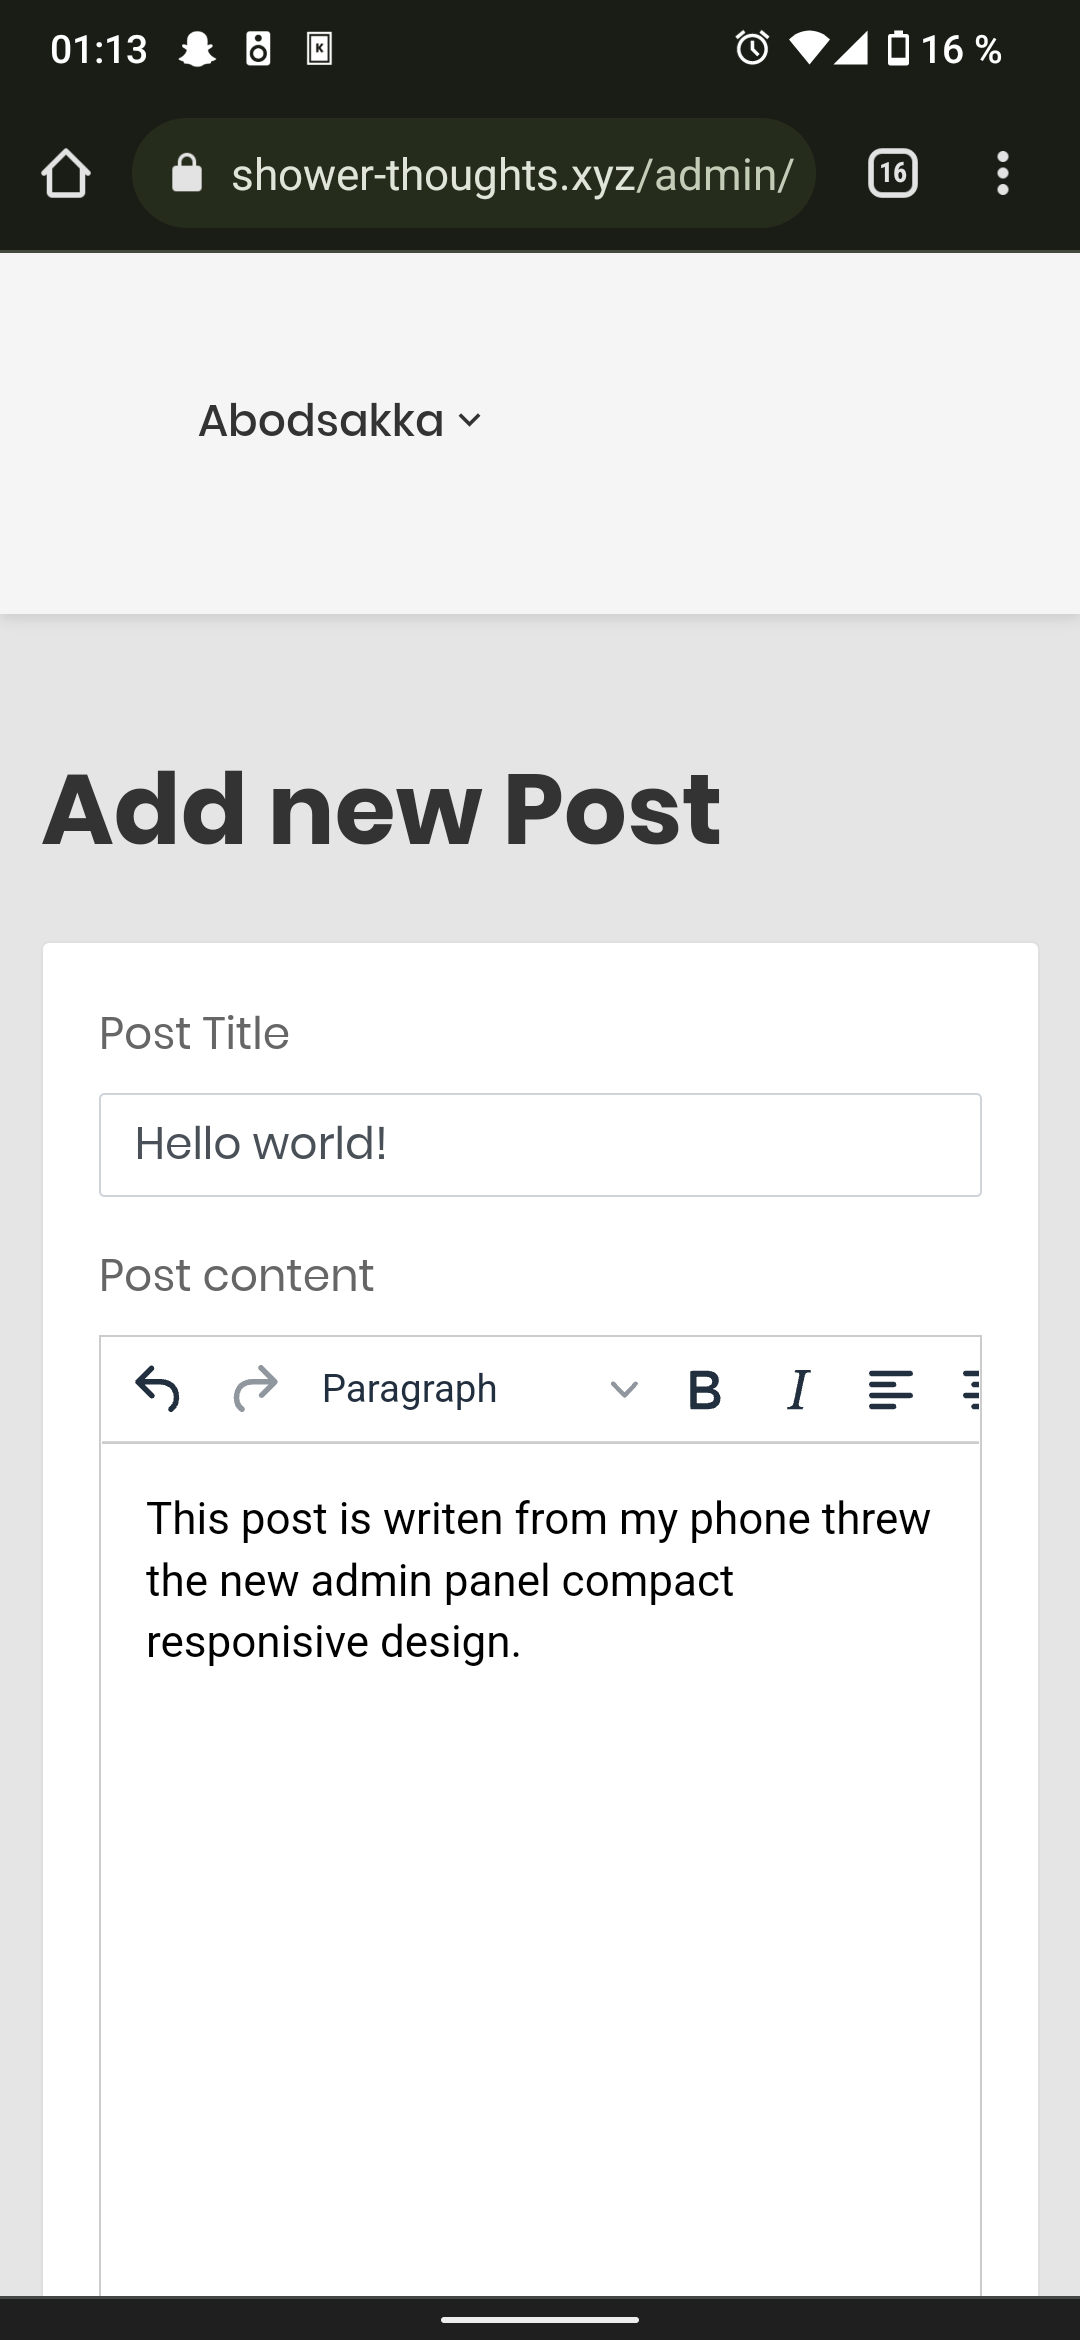 01:13 K 16 %
shower-thoughts.xyz/admin/ 16
Abodsakka
Add new Post
Post Title
Hello world!
Post content
Paragraph B I
This post is writen from my phone threw
the new admin panel compact
responisive design.